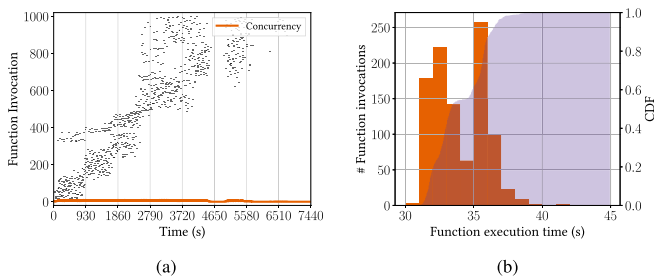 Function Invocation
1000
800
600
400
200
0
Concurrency
0 930 1860 2790 3720 4650 5580 6510 7440
Time (s)
(a)
# Function invocations
250
200
150
100
50
0
30 35 40 45
Function execution time (s)
1.0
0.8
0.6
0.4
0.2
0.0
CDF
(b)